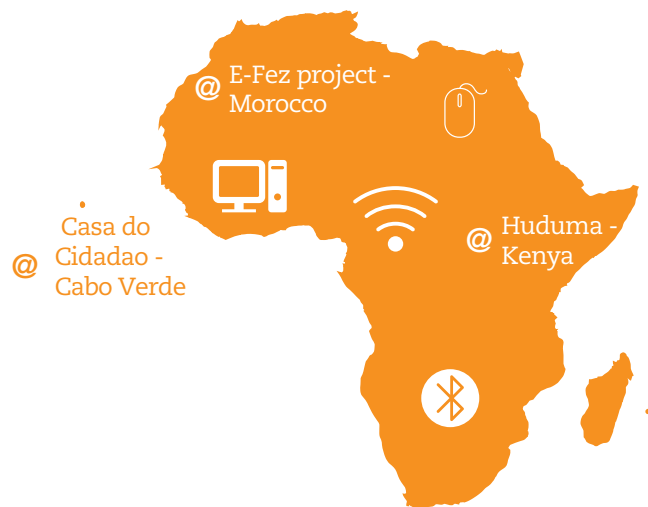 @ E-Fez project -
Morocco
@ Huduma -
Kenya
Casa do
@ Cidadao -
Cabo Verde